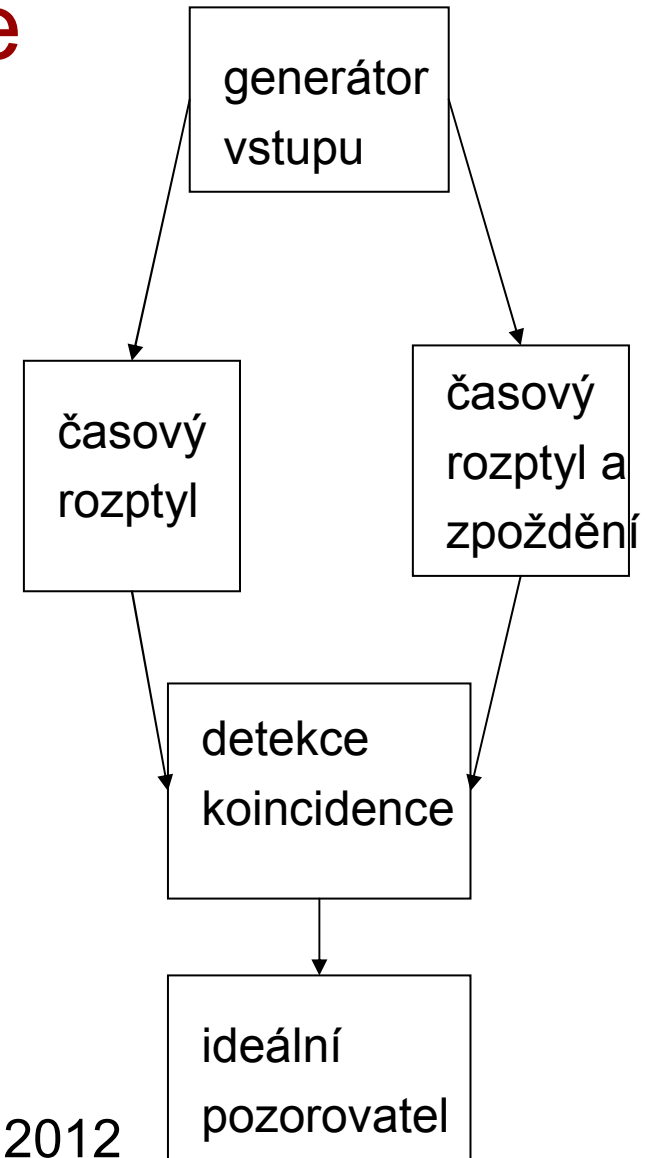 e
generátor
vstupu
časový
rozptyl
časový
rozptyl a
zpoždění
detekce
koincidence
ideální
pozorovatel
2012